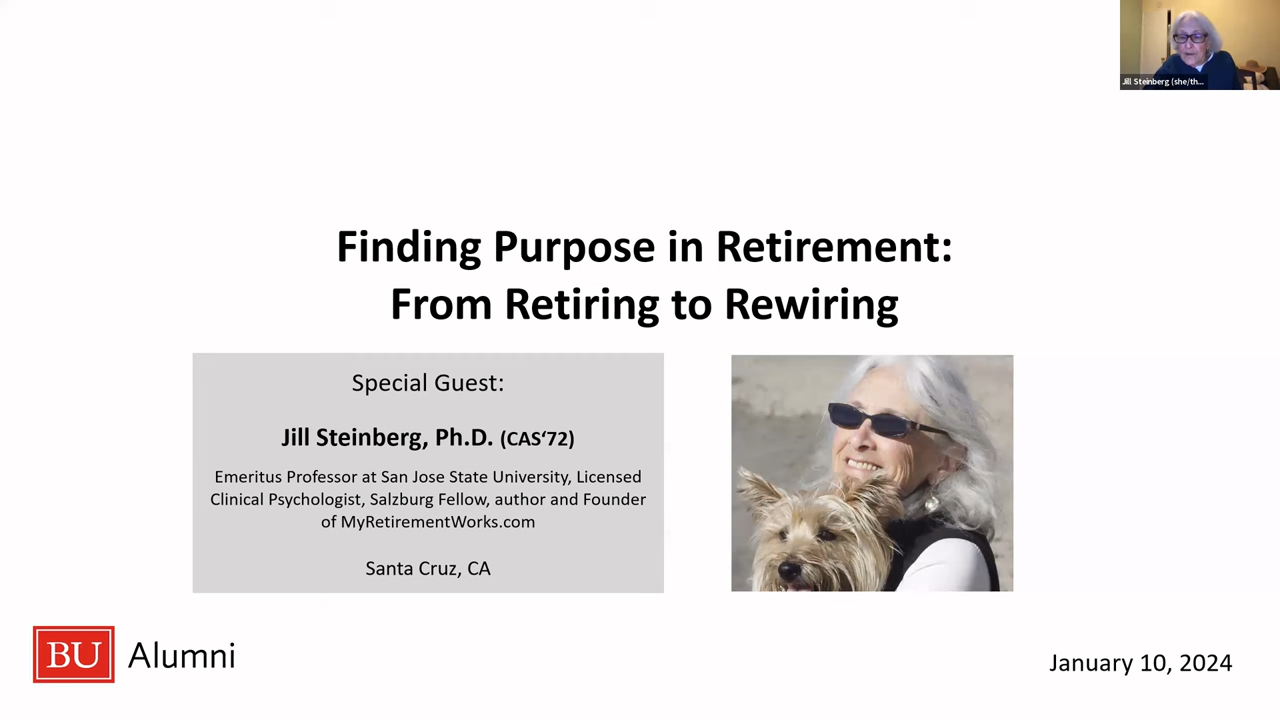 Jill Steinberg (she/th...
Finding Purpose in Retirement:
From Retiring to Rewiring
Special Guest:
Jill Steinberg, Ph.D. (CAS‘72)
Emeritus Professor at San Jose State University, Licensed
Clinical Psychologist, Salzburg Fellow, author and Founder
of MyRetirementWorks.com
Santa Cruz, CA
BU Alumni
January 10, 2024